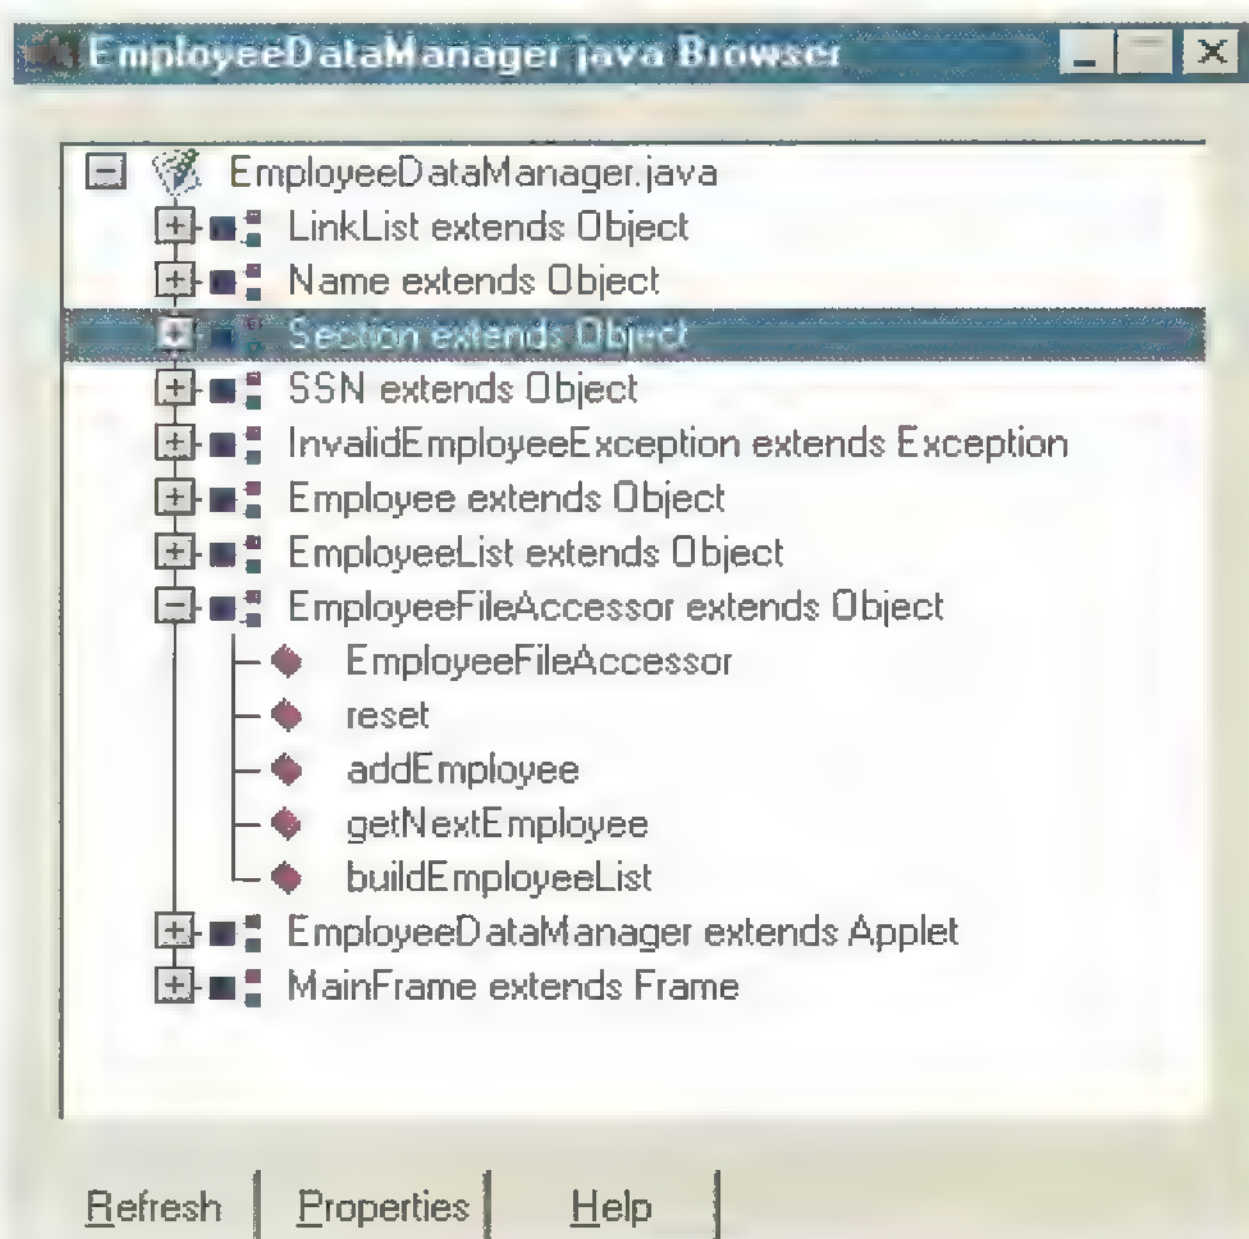 EmployeeDataManager java Browser
EmployeeDataManager.java
LinkList extends Object
Name extends Object
Section extends Object
SSN extends Object
InvalidEmployeeException extends Exception
Employee extends Object
EmployeeList extends Object
EmployeeFileAccessor extends Object
EmployeeFileAccessor
reset
addEmployee
getNextEmployee
buildEmployeeList
EmployeeDataManager extends Applet
MainFrame extends Frame
Refresh Properties Help